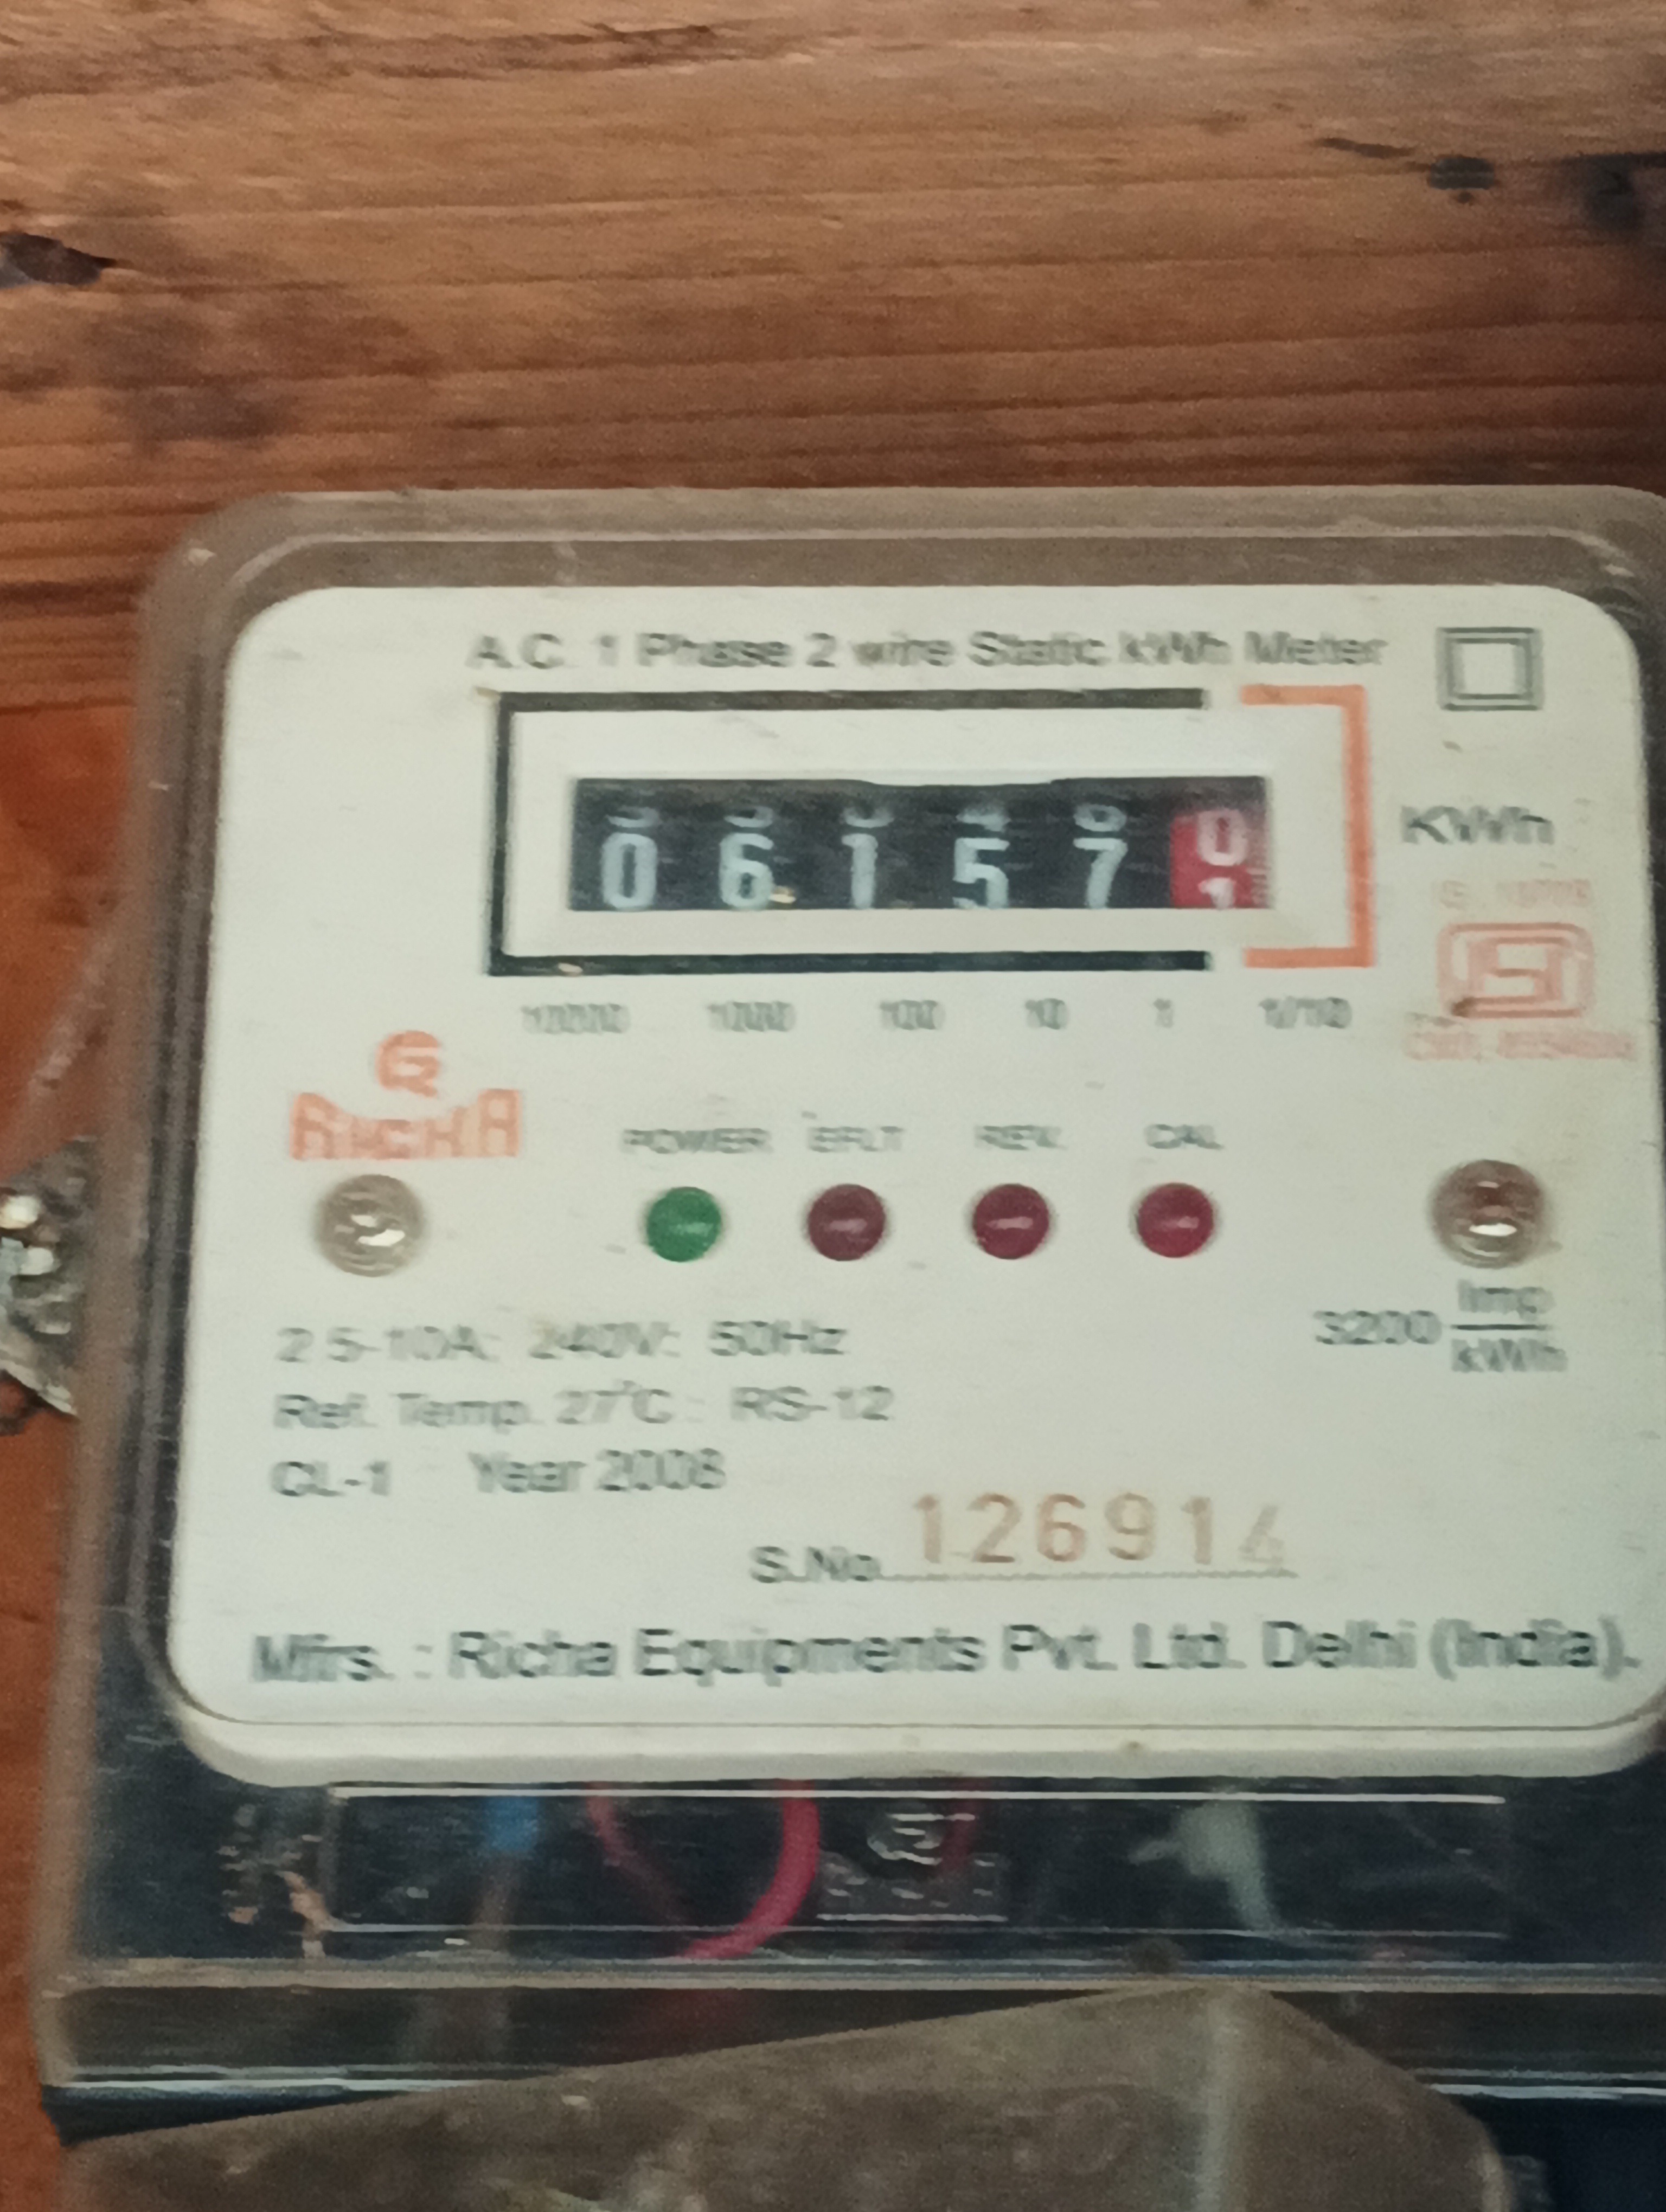 A.C. 1 Phase 2 wire Static kWh Meter
0 6 1 5 7 0
1
KWh
10000 1000 100 10 1 1/10
RICHA
POWER EFLT REV. CAL
2.5-10A: 240V: 50Hz
3200 Imp
kWh
Ref. Temp. 27°C : RS-12
CL-1 Year 2008
S.No. 126914
Mfrs. : Richa Equipments Pvt. Ltd. Delhi (India).